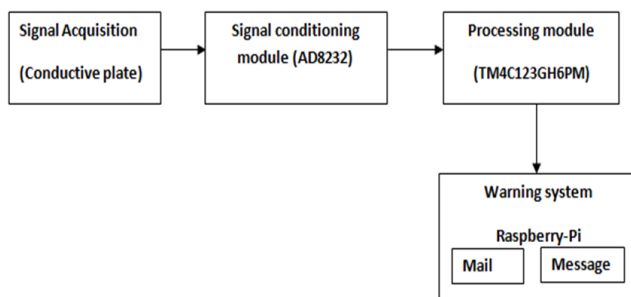 Signal Acquisition
(Conductive plate)
Signal conditioning
module (AD8232)
Processing module
(TM4C123GH6PM)
Warning system
Raspberry-Pi
Mail
Message